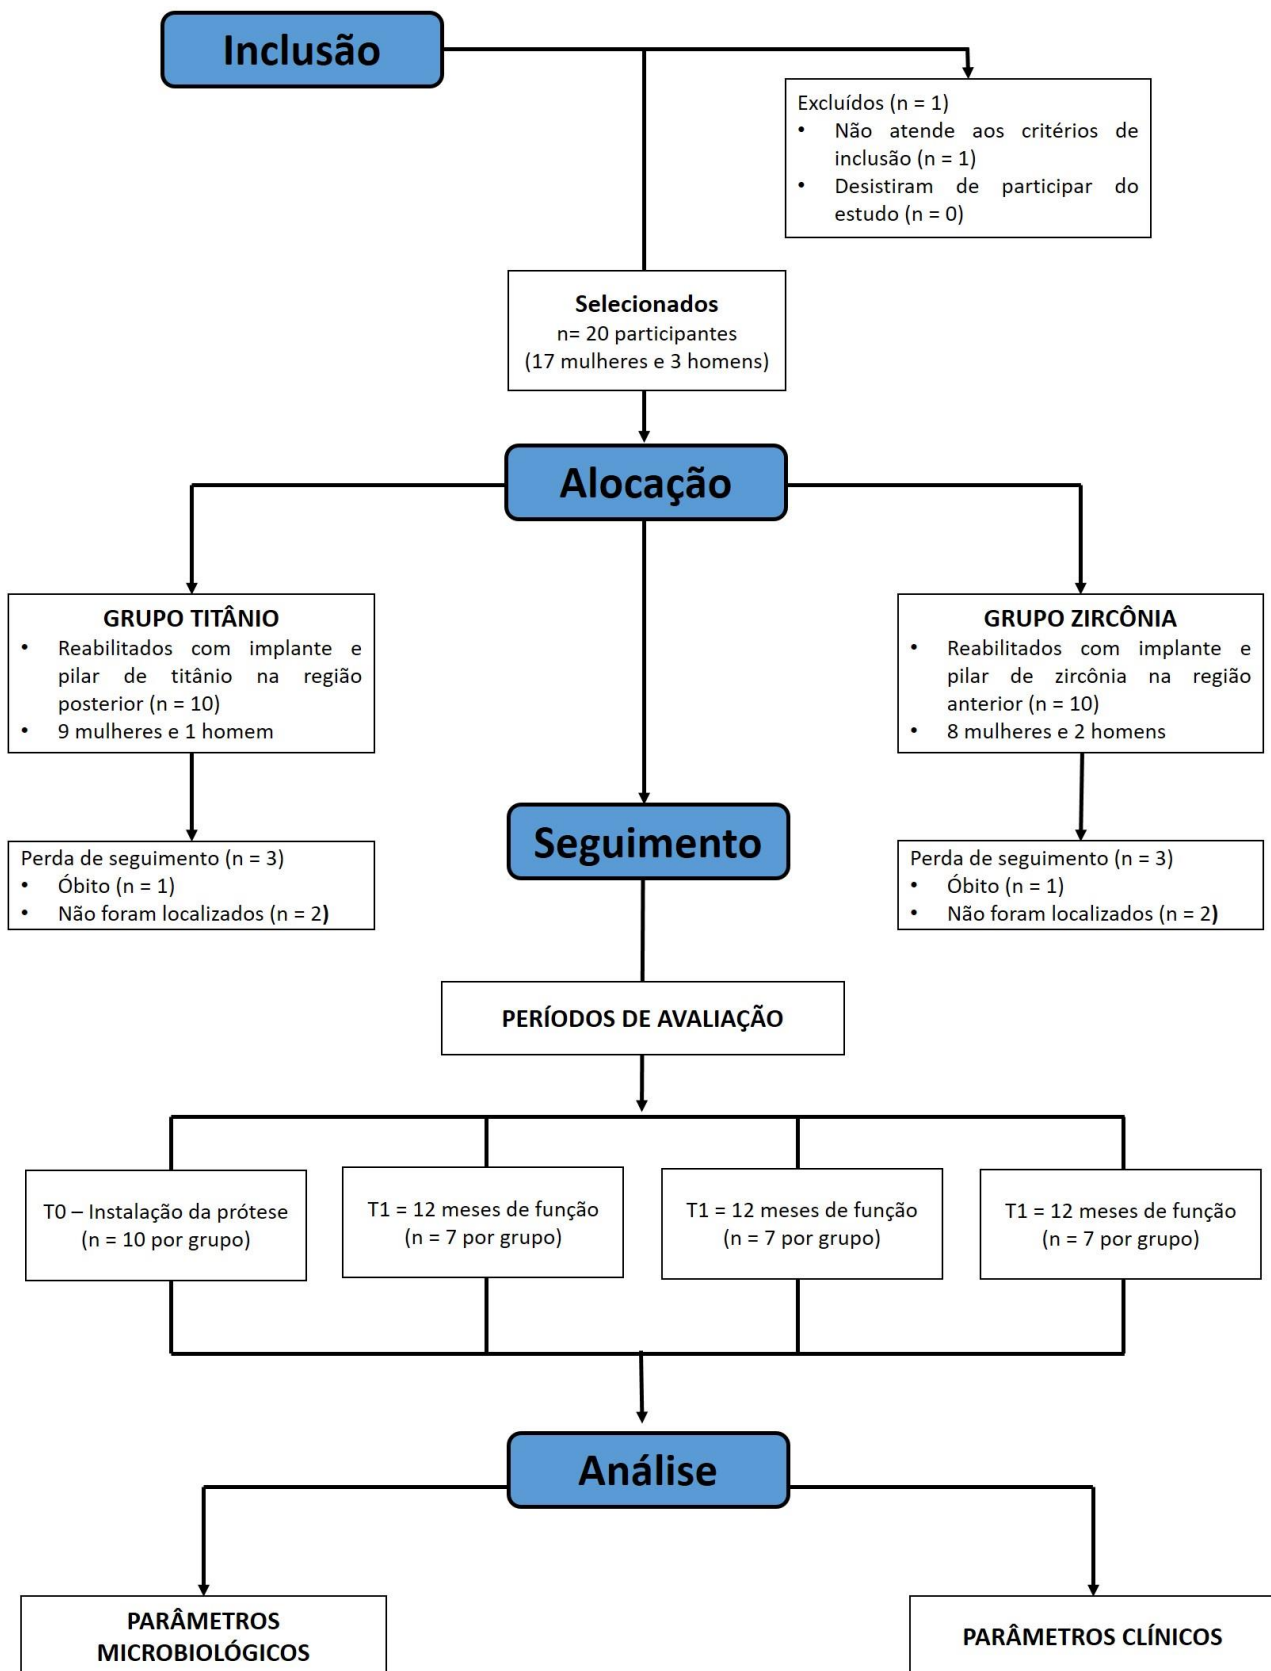 Inclusão
Excluídos (n = 1)
• Não atende aos critérios de
inclusão (n = 1)
• Desistiram de participar do
estudo (n = 0)
Selecionados
n= 20 participantes
(17 mulheres e 3 homens)
Alocação
GRUPO TITÂNIO
• Reabilitados com implante e
pilar de titânio na região
posterior (n = 10)
• 9 mulheres e 1 homem
GRUPO ZIRCÔNIA
• Reabilitados com implante e
pilar de zircônia na região
anterior (n = 10)
• 8 mulheres e 2 homens
Seguimento
Perda de seguimento (n = 3)
• Óbito (n = 1)
• Não foram localizados (n = 2)
Perda de seguimento (n = 3)
• Óbito (n = 1)
• Não foram localizados (n = 2)
PERÍODOS DE AVALIAÇÃO
T0 – Instalação da prótese
(n = 10 por grupo)
T1 = 12 meses de função
(n = 7 por grupo)
T1 = 12 meses de função
(n = 7 por grupo)
T1 = 12 meses de função
(n = 7 por grupo)
Análise
PARÂMETROS
MICROBIOLÓGICOS
PARÂMETROS CLÍNICOS